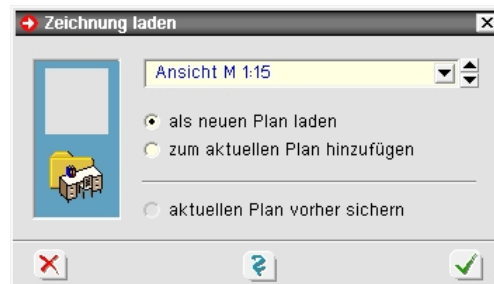 Zeichnung laden
Ansicht M 1:15
als neuen Plan laden
zum aktuellen Plan hinzufügen
aktuellen Plan vorher sichern